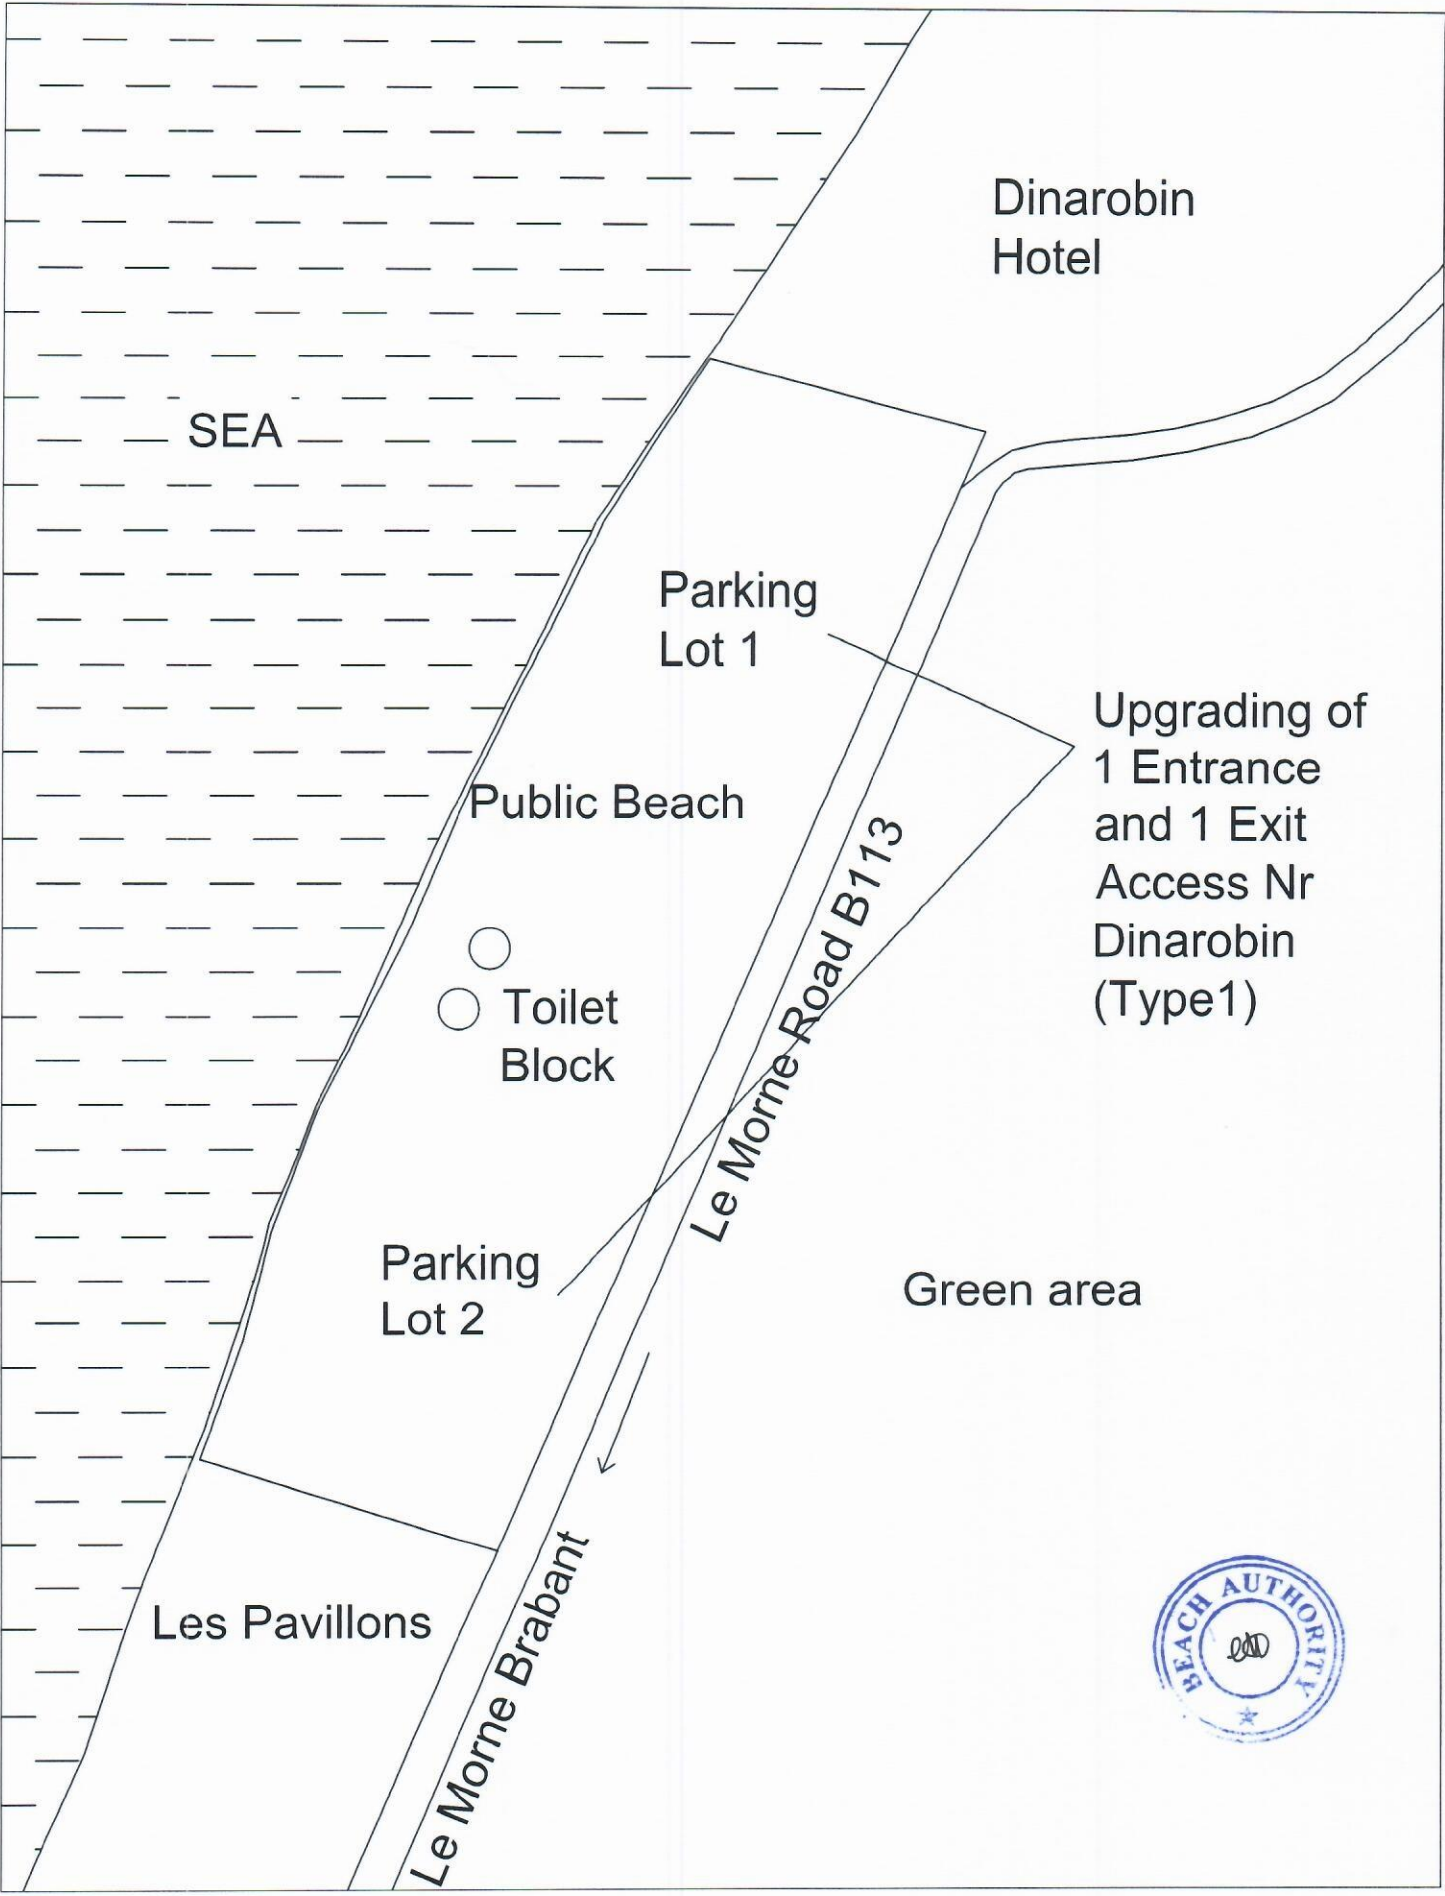 Dinarobin
Hotel
SEA
Parking
Lot 1
Upgrading of
1 Entrance
and 1 Exit
Access Nr
Dinarobin
(Type1)
Public Beach
Le Morne Road B113
Toilet
Block
Parking
Lot 2
Green area
Les Pavillons
Le Morne Brabant
BEACH AUTHORITY